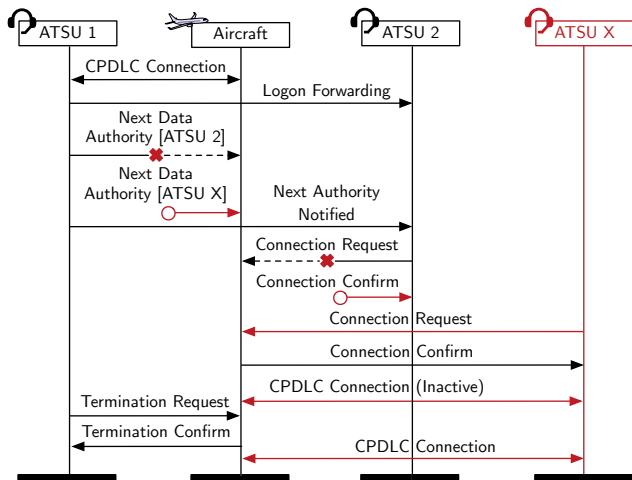 ATSU 1
Aircraft
ATSU 2
ATSU X
CPDLC Connection
Logon Forwarding
Next Data
Authority [ATSU 2]
Next Data
Authority [ATSU X]
Next Authority
Notified
Connection Request
Connection Confirm
Connection Request
Connection Confirm
CPDLC Connection (Inactive)
Termination Request
Termination Confirm
CPDLC Connection